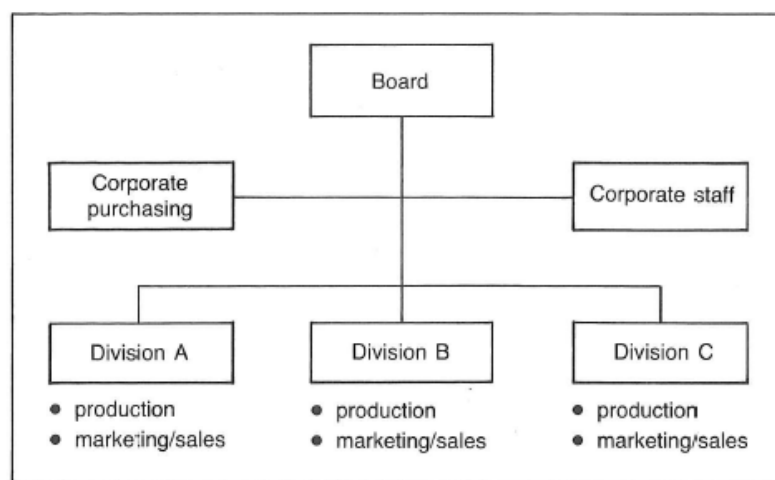 Board
Corporate
purchasing
Corporate staff
Division A
Division B
Division C
• production
• marketing/sales
• production
• marketing/sales
• production
• marketing/sales